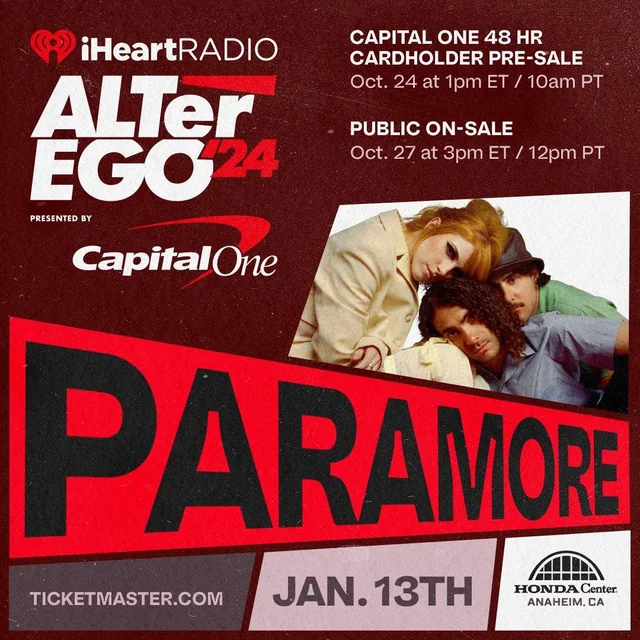 iHeartRADIO
ALTer
EGO '24
PRESENTED BY
Capital One
CAPITAL ONE 48 HR
CARDHOLDER PRE-SALE
Oct. 24 at 1pm ET / 10am PT
PUBLIC ON-SALE
Oct. 27 at 3pm ET / 12pm PT
PARAMORE
TICKETMASTER.COM
JAN. 13TH
HONDA Center
ANAHEIM, CA